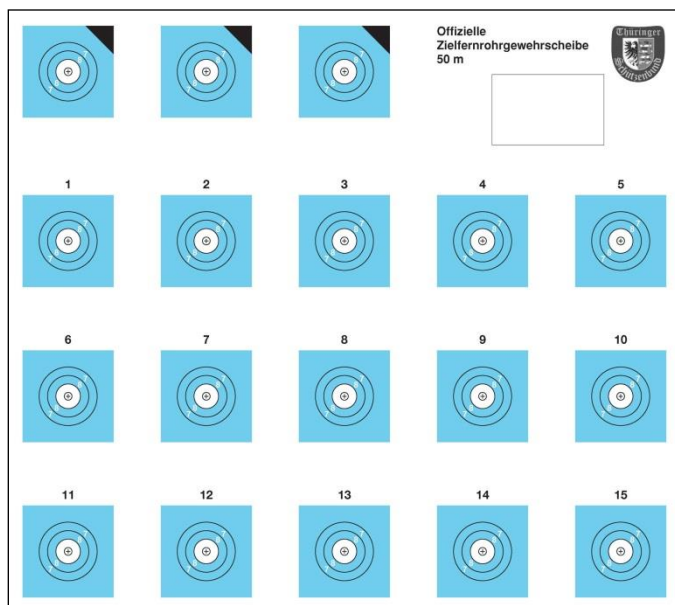 Offizielle
Zielfernrohrgewehrscheibe
50 m
Thüringer
Schützenbund
1 2 3 4 5
6 7 8 9 10
11 12 13 14 15